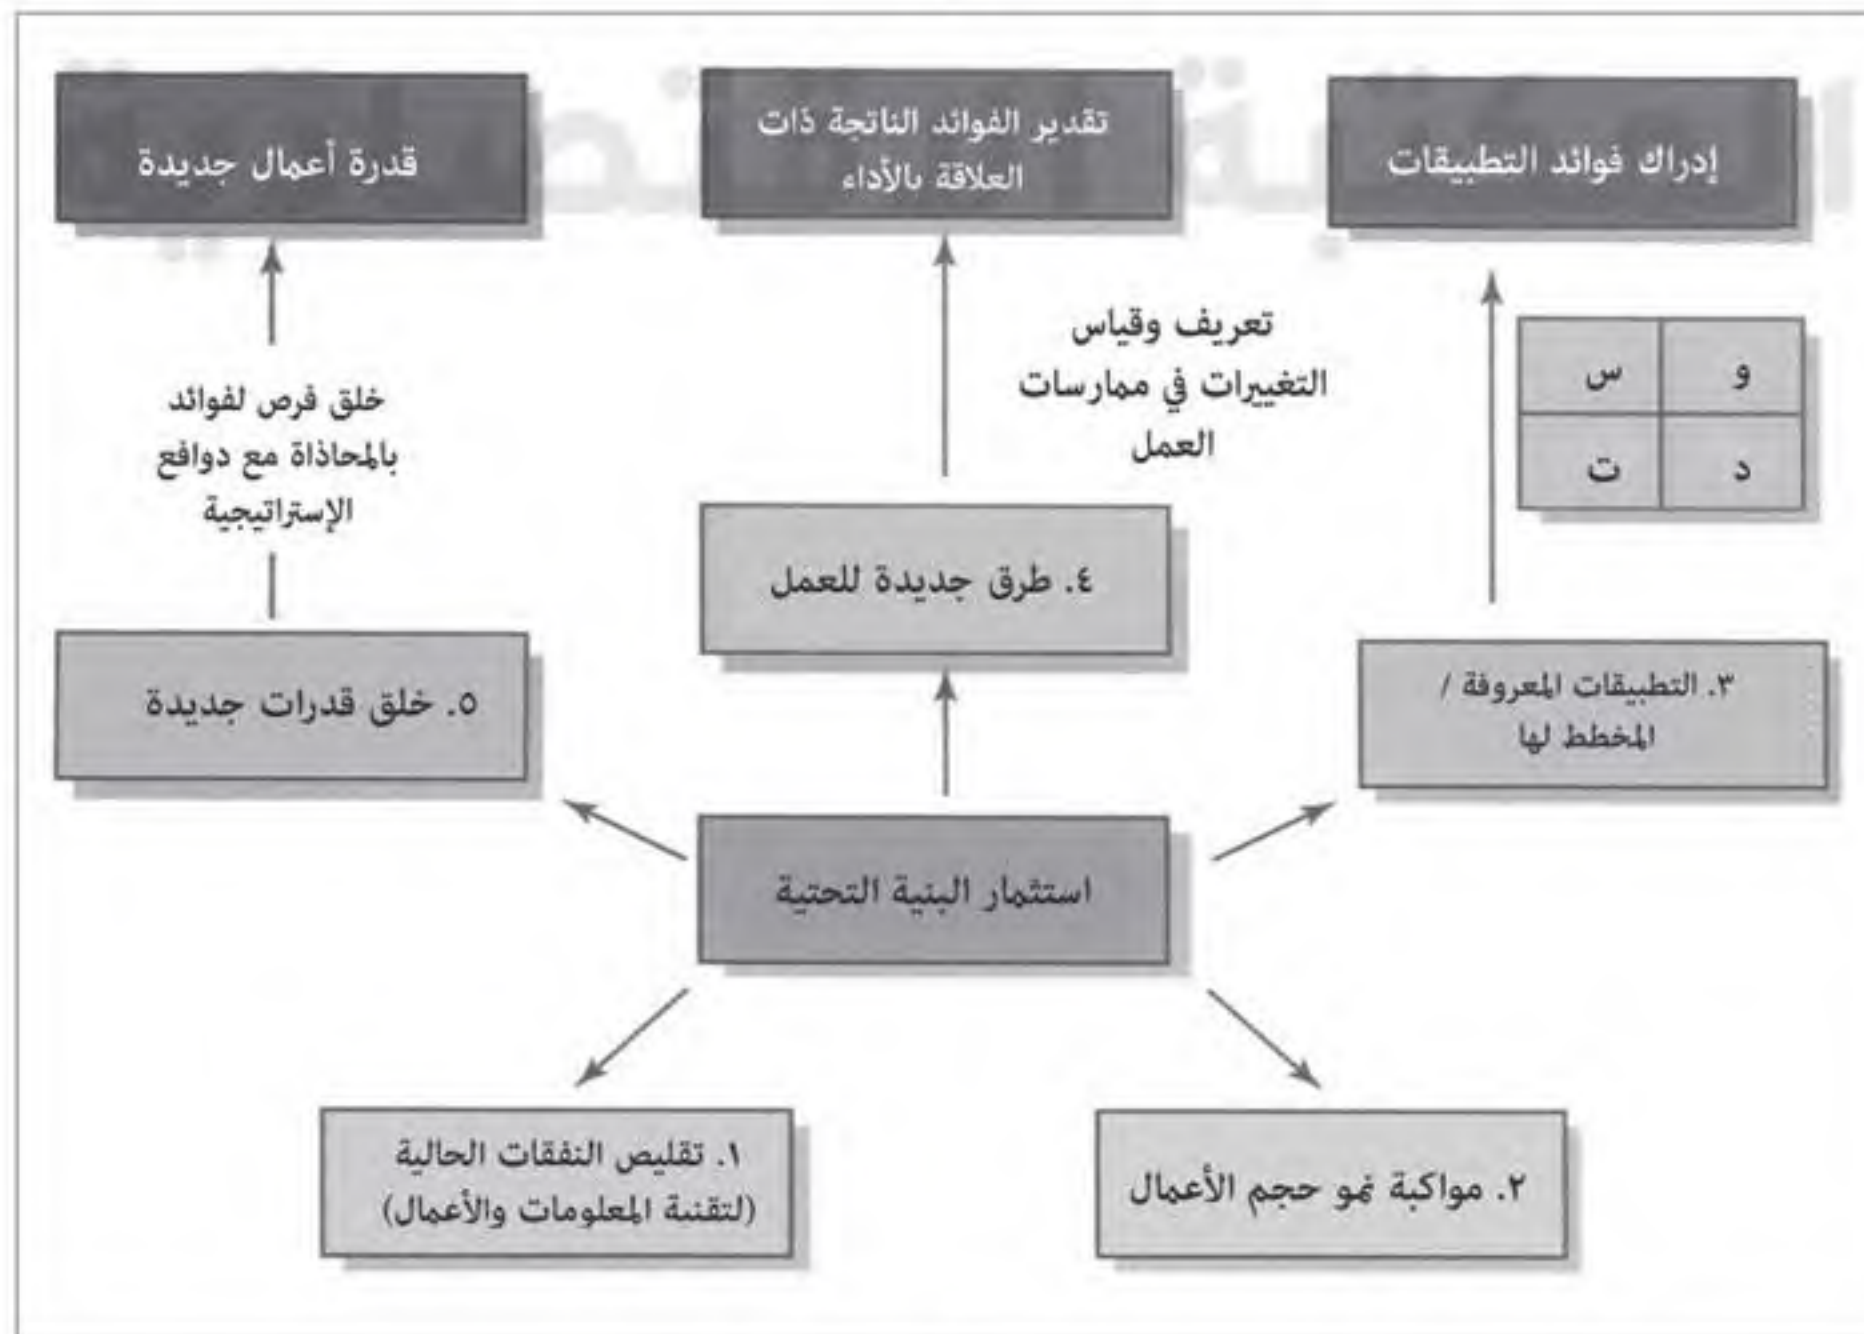 إدراك فوائد التطبيقات
تقدير الفوائد الناتجة ذات
العلاقة بالأداء
قدرة أعمال جديدة
و س
د ت
تعريف وقياس
التغييرات في ممارسات
العمل
خلق فرص لفوائد
بالمحاذاة مع دوافع
الإستراتيجية
٣. التطبيقات المعروفة /
المخطط لها
٤. طرق جديدة للعمل
٥. خلق قدرات جديدة
استثمار البنية التحتية
٢. مواكبة نمو حجم الأعمال
١. تقليص النفقات الحالية
(لتقنية المعلومات والأعمال)